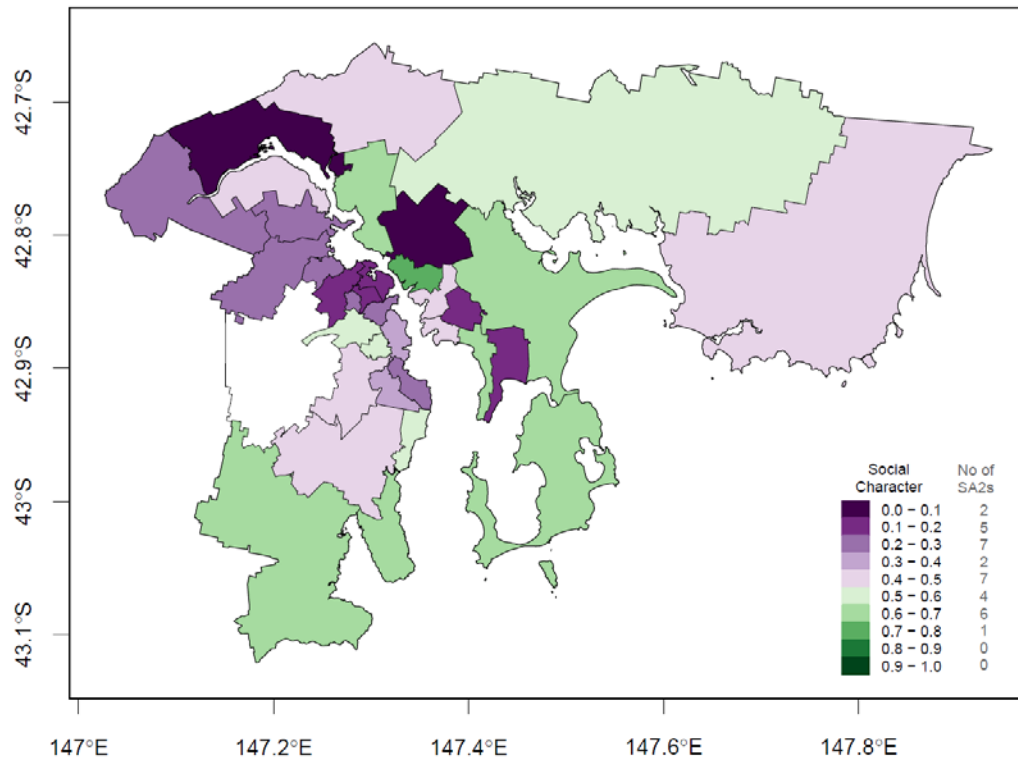 42.7°S
42.8°S
42.9°S
43°S
43.1°S
Social Character No of SA2s
0.0 – 0.1 2
0.1 – 0.2 5
0.2 – 0.3 7
0.3 – 0.4 2
0.4 – 0.5 7
0.5 – 0.6 4
0.6 – 0.7 6
0.7 – 0.8 1
0.8 – 0.9 0
0.9 – 1.0 0
147°E 147.2°E 147.4°E 147.6°E 147.8°E